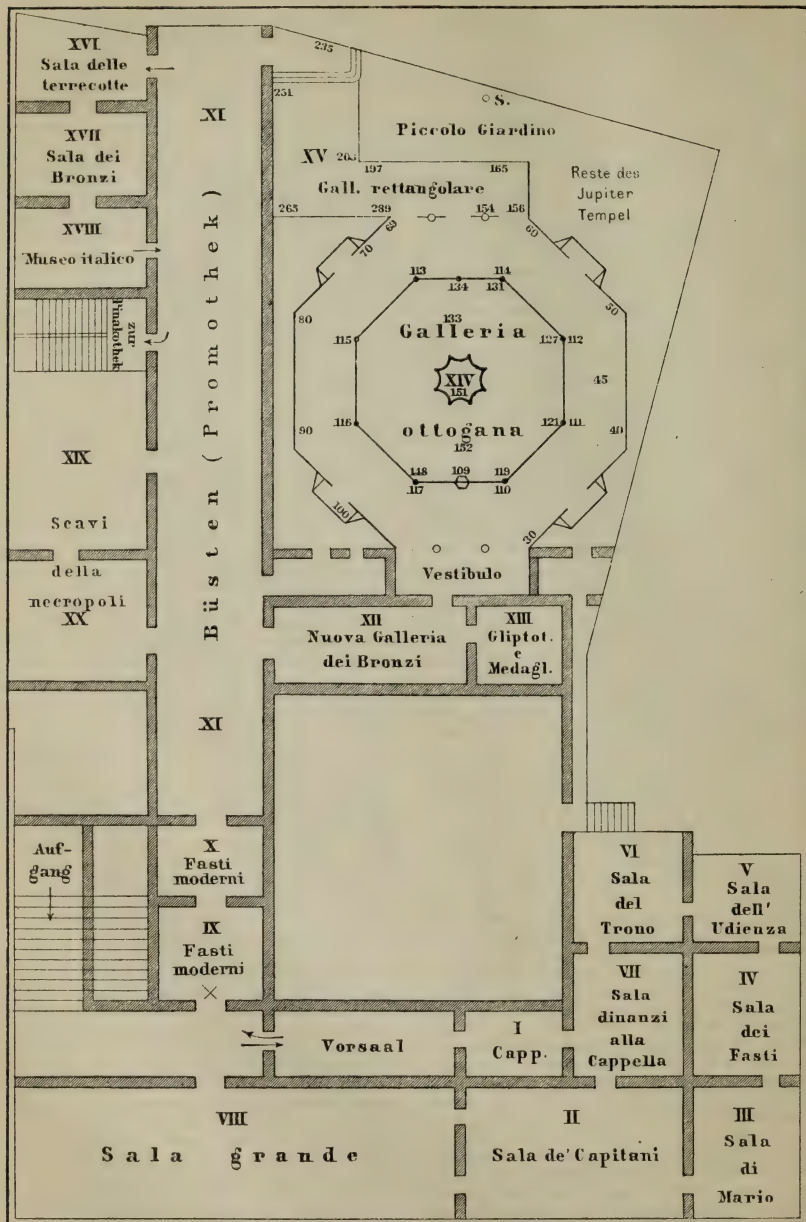 XVI
Sala delle
terrecotte
XVII
Sala dei
Bronzi
XVIII
Museo italico
zur
Pinakothek
XIX
Scavi
della
necropoli
XX
Auf-
gang
XI
Büsten (Promothek)
XI
X
Fasti
moderni
IX
Fasti
moderni
235
251
S.
Piccolo Giardino
XV
205
197
165
Gall. rettangolare
265
289
154
156
Reste des
Jupiter
Tempel
69
70
80
90
100
60
50
45
40
30
113
134
114
131
133
Galleria
115
127
112
XIV
151
116
ottogana
121
111
152
118
109
119
117
110
Vestibulo
XII
Nuova Galleria
dei Bronzi
XIII
Gliptot.
e
Medagl.
VI
Sala
del
Trono
V
Sala
dell'
Udienza
VII
Sala
dinanzi
alla
Cappella
IV
Sala
dei
Fasti
Vorsaal
I
Capp.
VIII
Sala grande
II
Sala de' Capitani
III
Sala
di
Mario